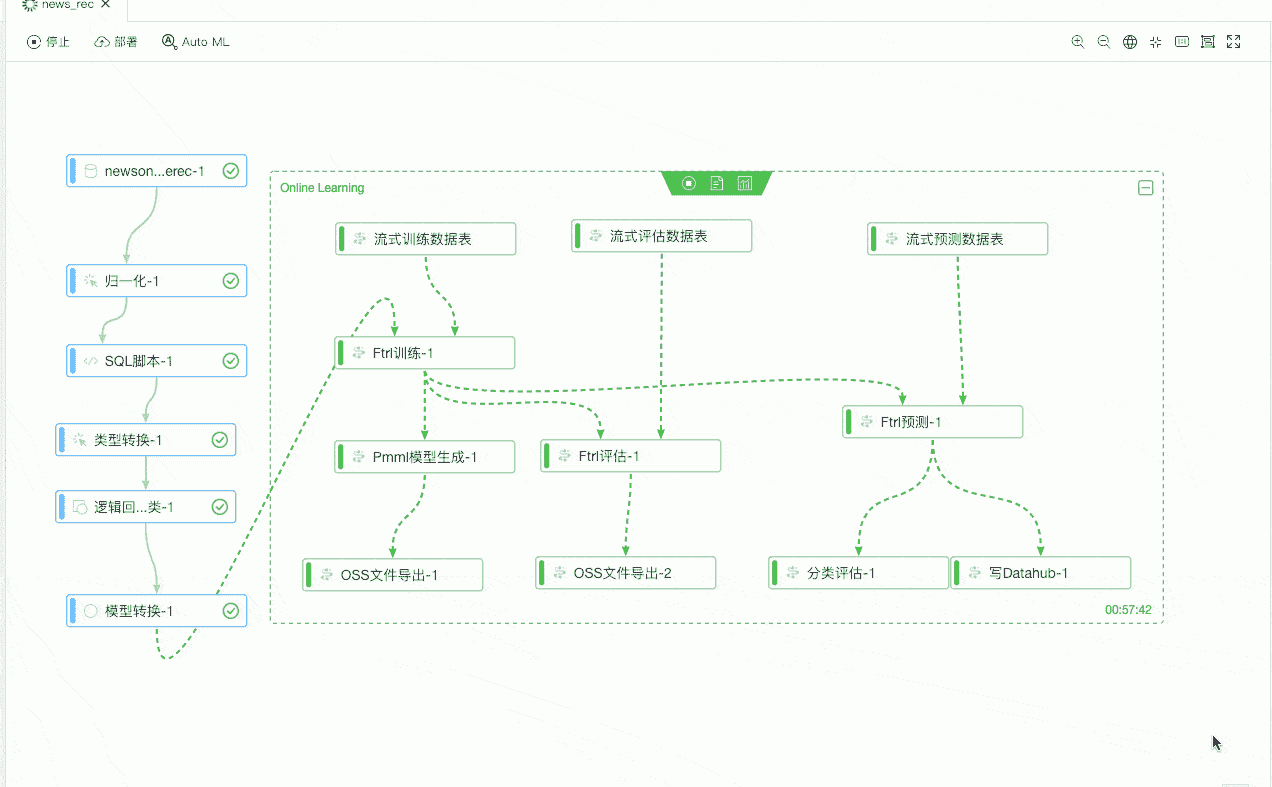 news_rec
停止
部署
Auto ML
newson...erec-1
归一化-1
SQL脚本-1
类型转换-1
逻辑回...类-1
模型转换-1
Online Learning
流式训练数据表
流式评估数据表
流式预测数据表
Ftrl训练-1
Ftrl预测-1
Pmml模型生成-1
Ftrl评估-1
OSS文件导出-1
OSS文件导出-2
分类评估-1
写Datahub-1
00:57:42